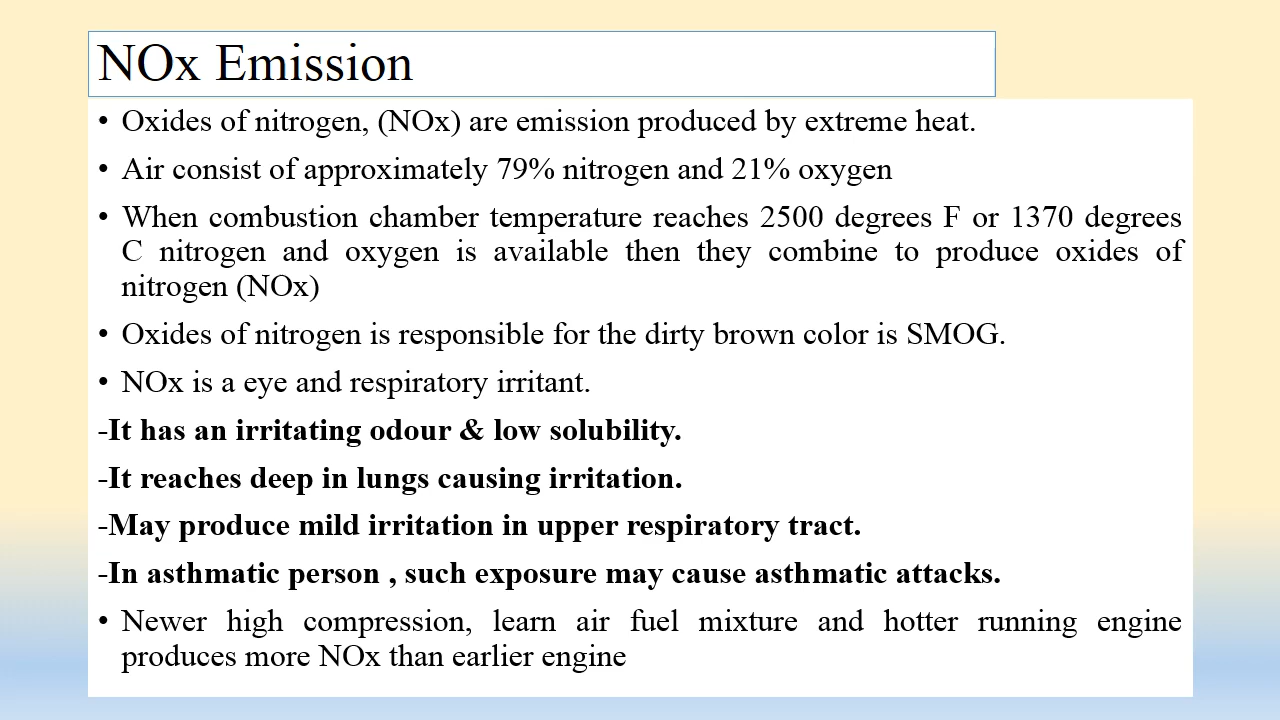 NOx Emission
• Oxides of nitrogen, (NOx) are emission produced by extreme heat.
• Air consist of approximately 79% nitrogen and 21% oxygen
• When combustion chamber temperature reaches 2500 degrees F or 1370 degrees
C nitrogen and oxygen is available then they combine to produce oxides of
nitrogen (NOx)
• Oxides of nitrogen is responsible for the dirty brown color is SMOG.
• NOx is a eye and respiratory irritant.
-It has an irritating odour & low solubility.
-It reaches deep in lungs causing irritation.
-May produce mild irritation in upper respiratory tract.
-In asthmatic person , such exposure may cause asthmatic attacks.
• Newer high compression, learn air fuel mixture and hotter running engine
produces more NOx than earlier engine